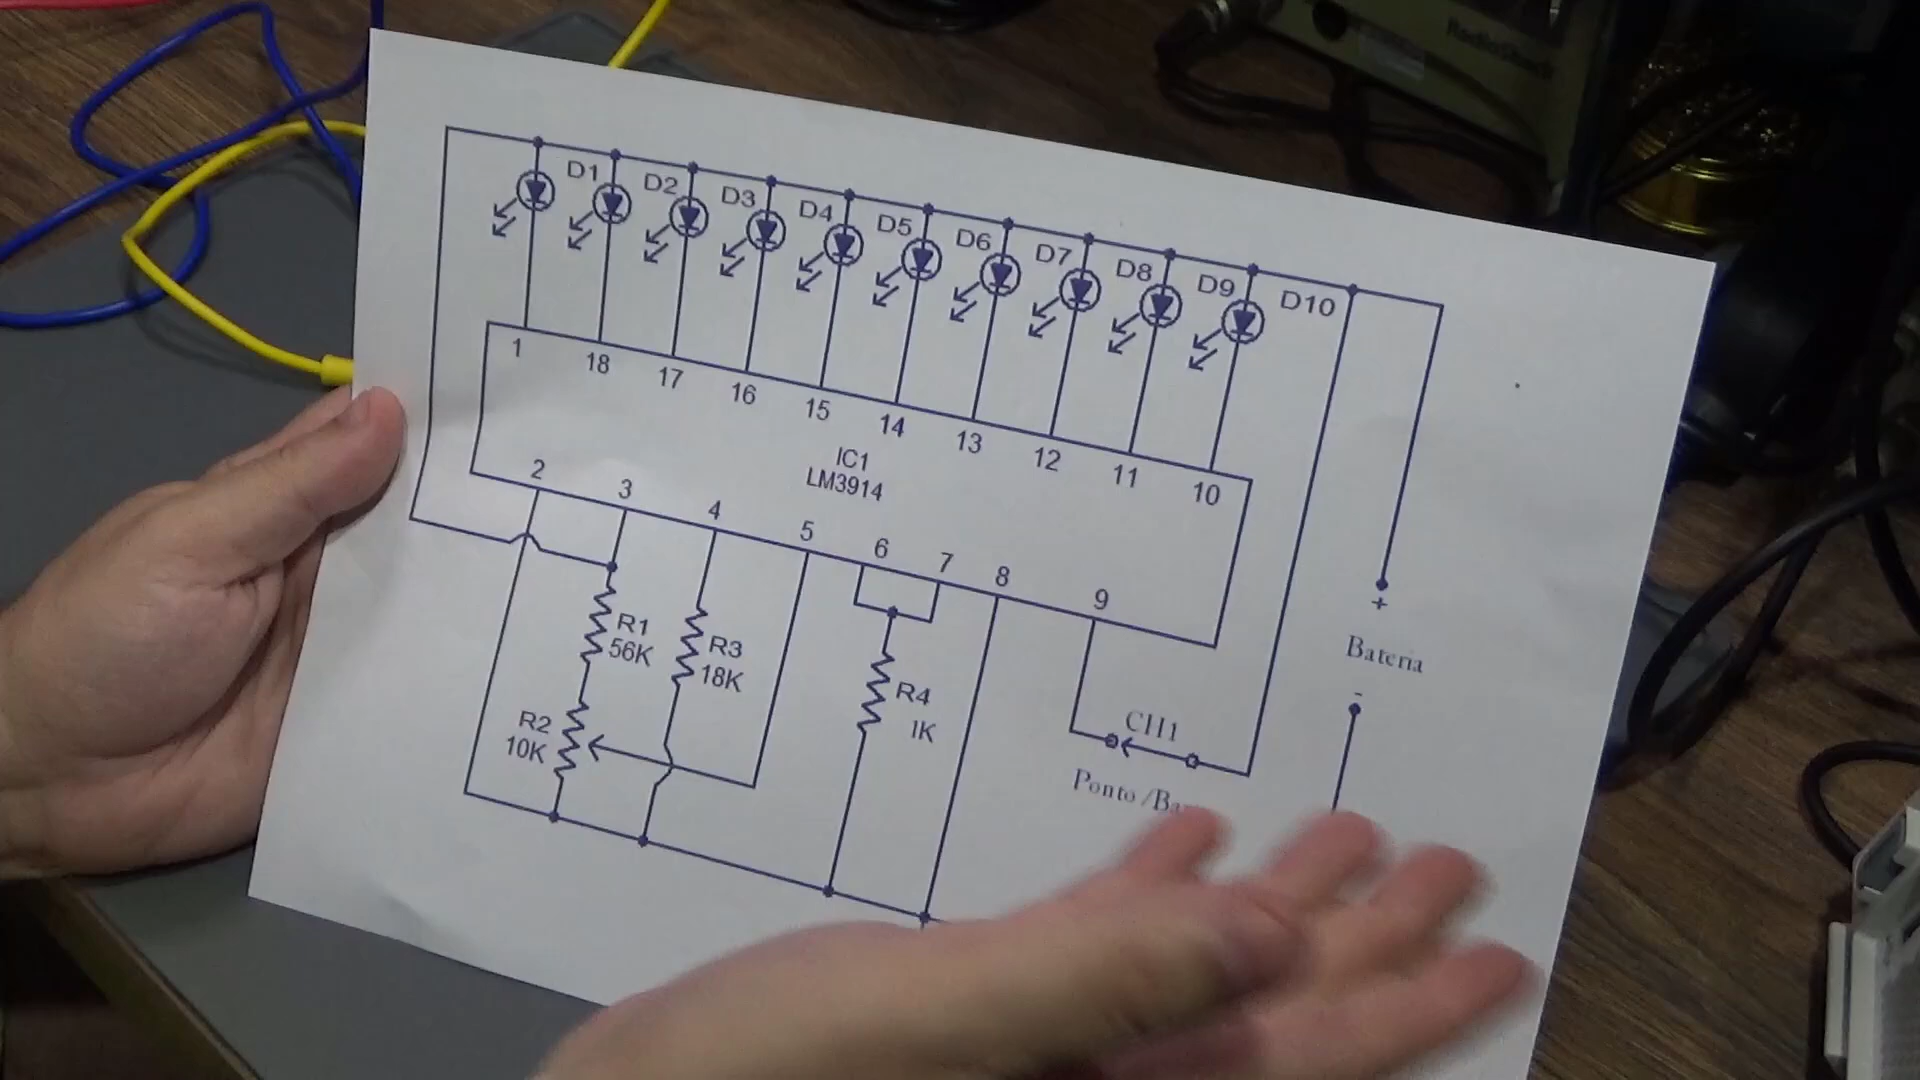 RadioShack
D1
D2
D3
D4
D5
D6
D7
D8
D9
D10
1
18
17
16
15
14
13
12
11
10
IC1
LM3914
2
3
4
5
6
7
8
9
R1
56K
R3
18K
R2
10K
R4
1K
CH1
Ponto /
+
Bateria
-